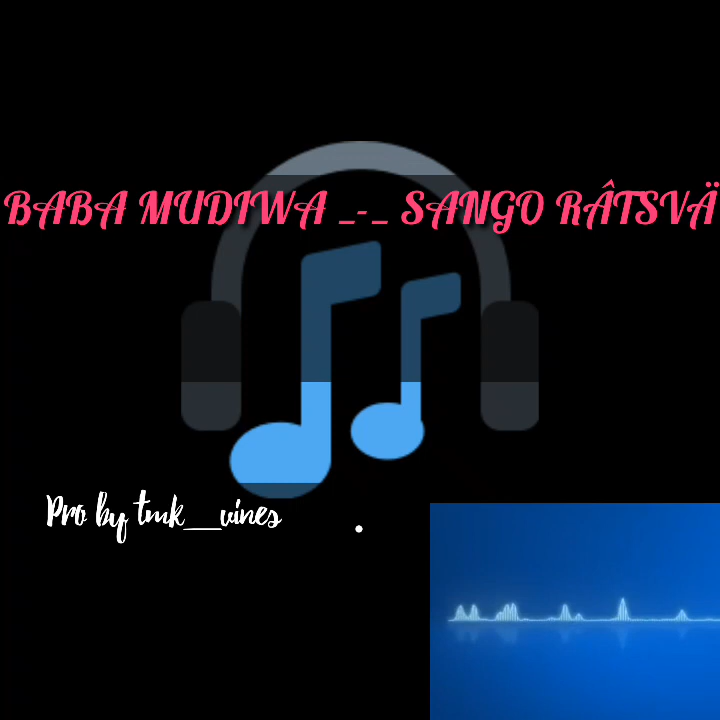 BABA MUDIWA _-_ SANGO RÂTSVÄ
Pro by tmk__vines
.